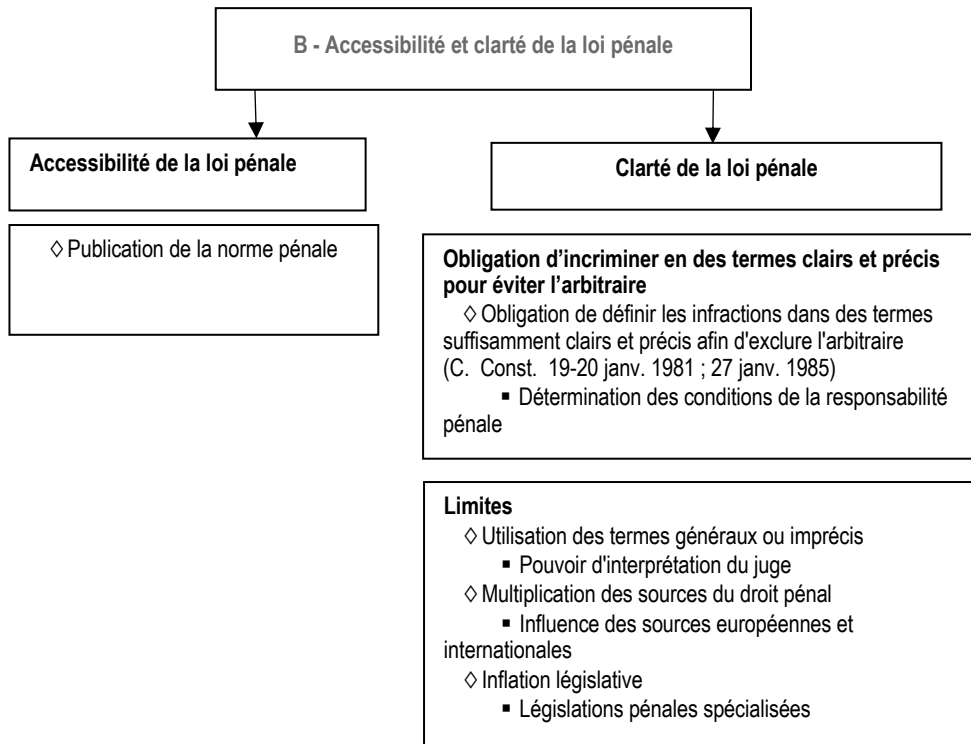 B - Accessibilité et clarté de la loi pénale
Accessibilité de la loi pénale
◊ Publication de la norme pénale
Clarté de la loi pénale
Obligation d’incriminer en des termes clairs et précis
pour éviter l’arbitraire
◊ Obligation de définir les infractions dans des termes
suffisamment clairs et précis afin d'exclure l'arbitraire
(C. Const. 19-20 janv. 1981 ; 27 janv. 1985)
▪ Détermination des conditions de la responsabilité
pénale
Limites
◊ Utilisation des termes généraux ou imprécis
▪ Pouvoir d'interprétation du juge
◊ Multiplication des sources du droit pénal
▪ Influence des sources européennes et
internationales
◊ Inflation législative
▪ Législations pénales spécialisées